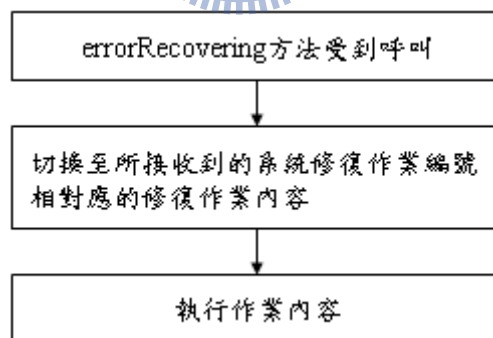 errorRecovering方法受到呼叫
切換至所接收到的系統修復作業編號
相對應的修復作業內容
執行作業內容